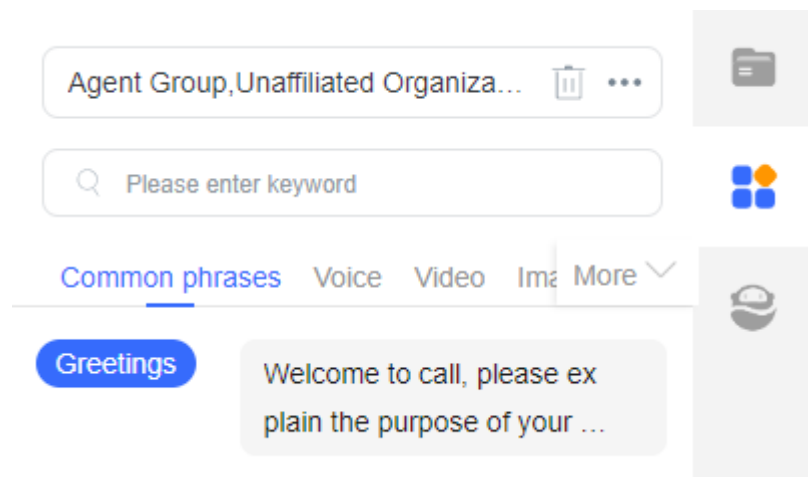 Agent Group,Unaffiliated Organiza...
Please enter keyword
Common phrases Voice Video Ima More
Greetings
Welcome to call, please ex
plain the purpose of your ...